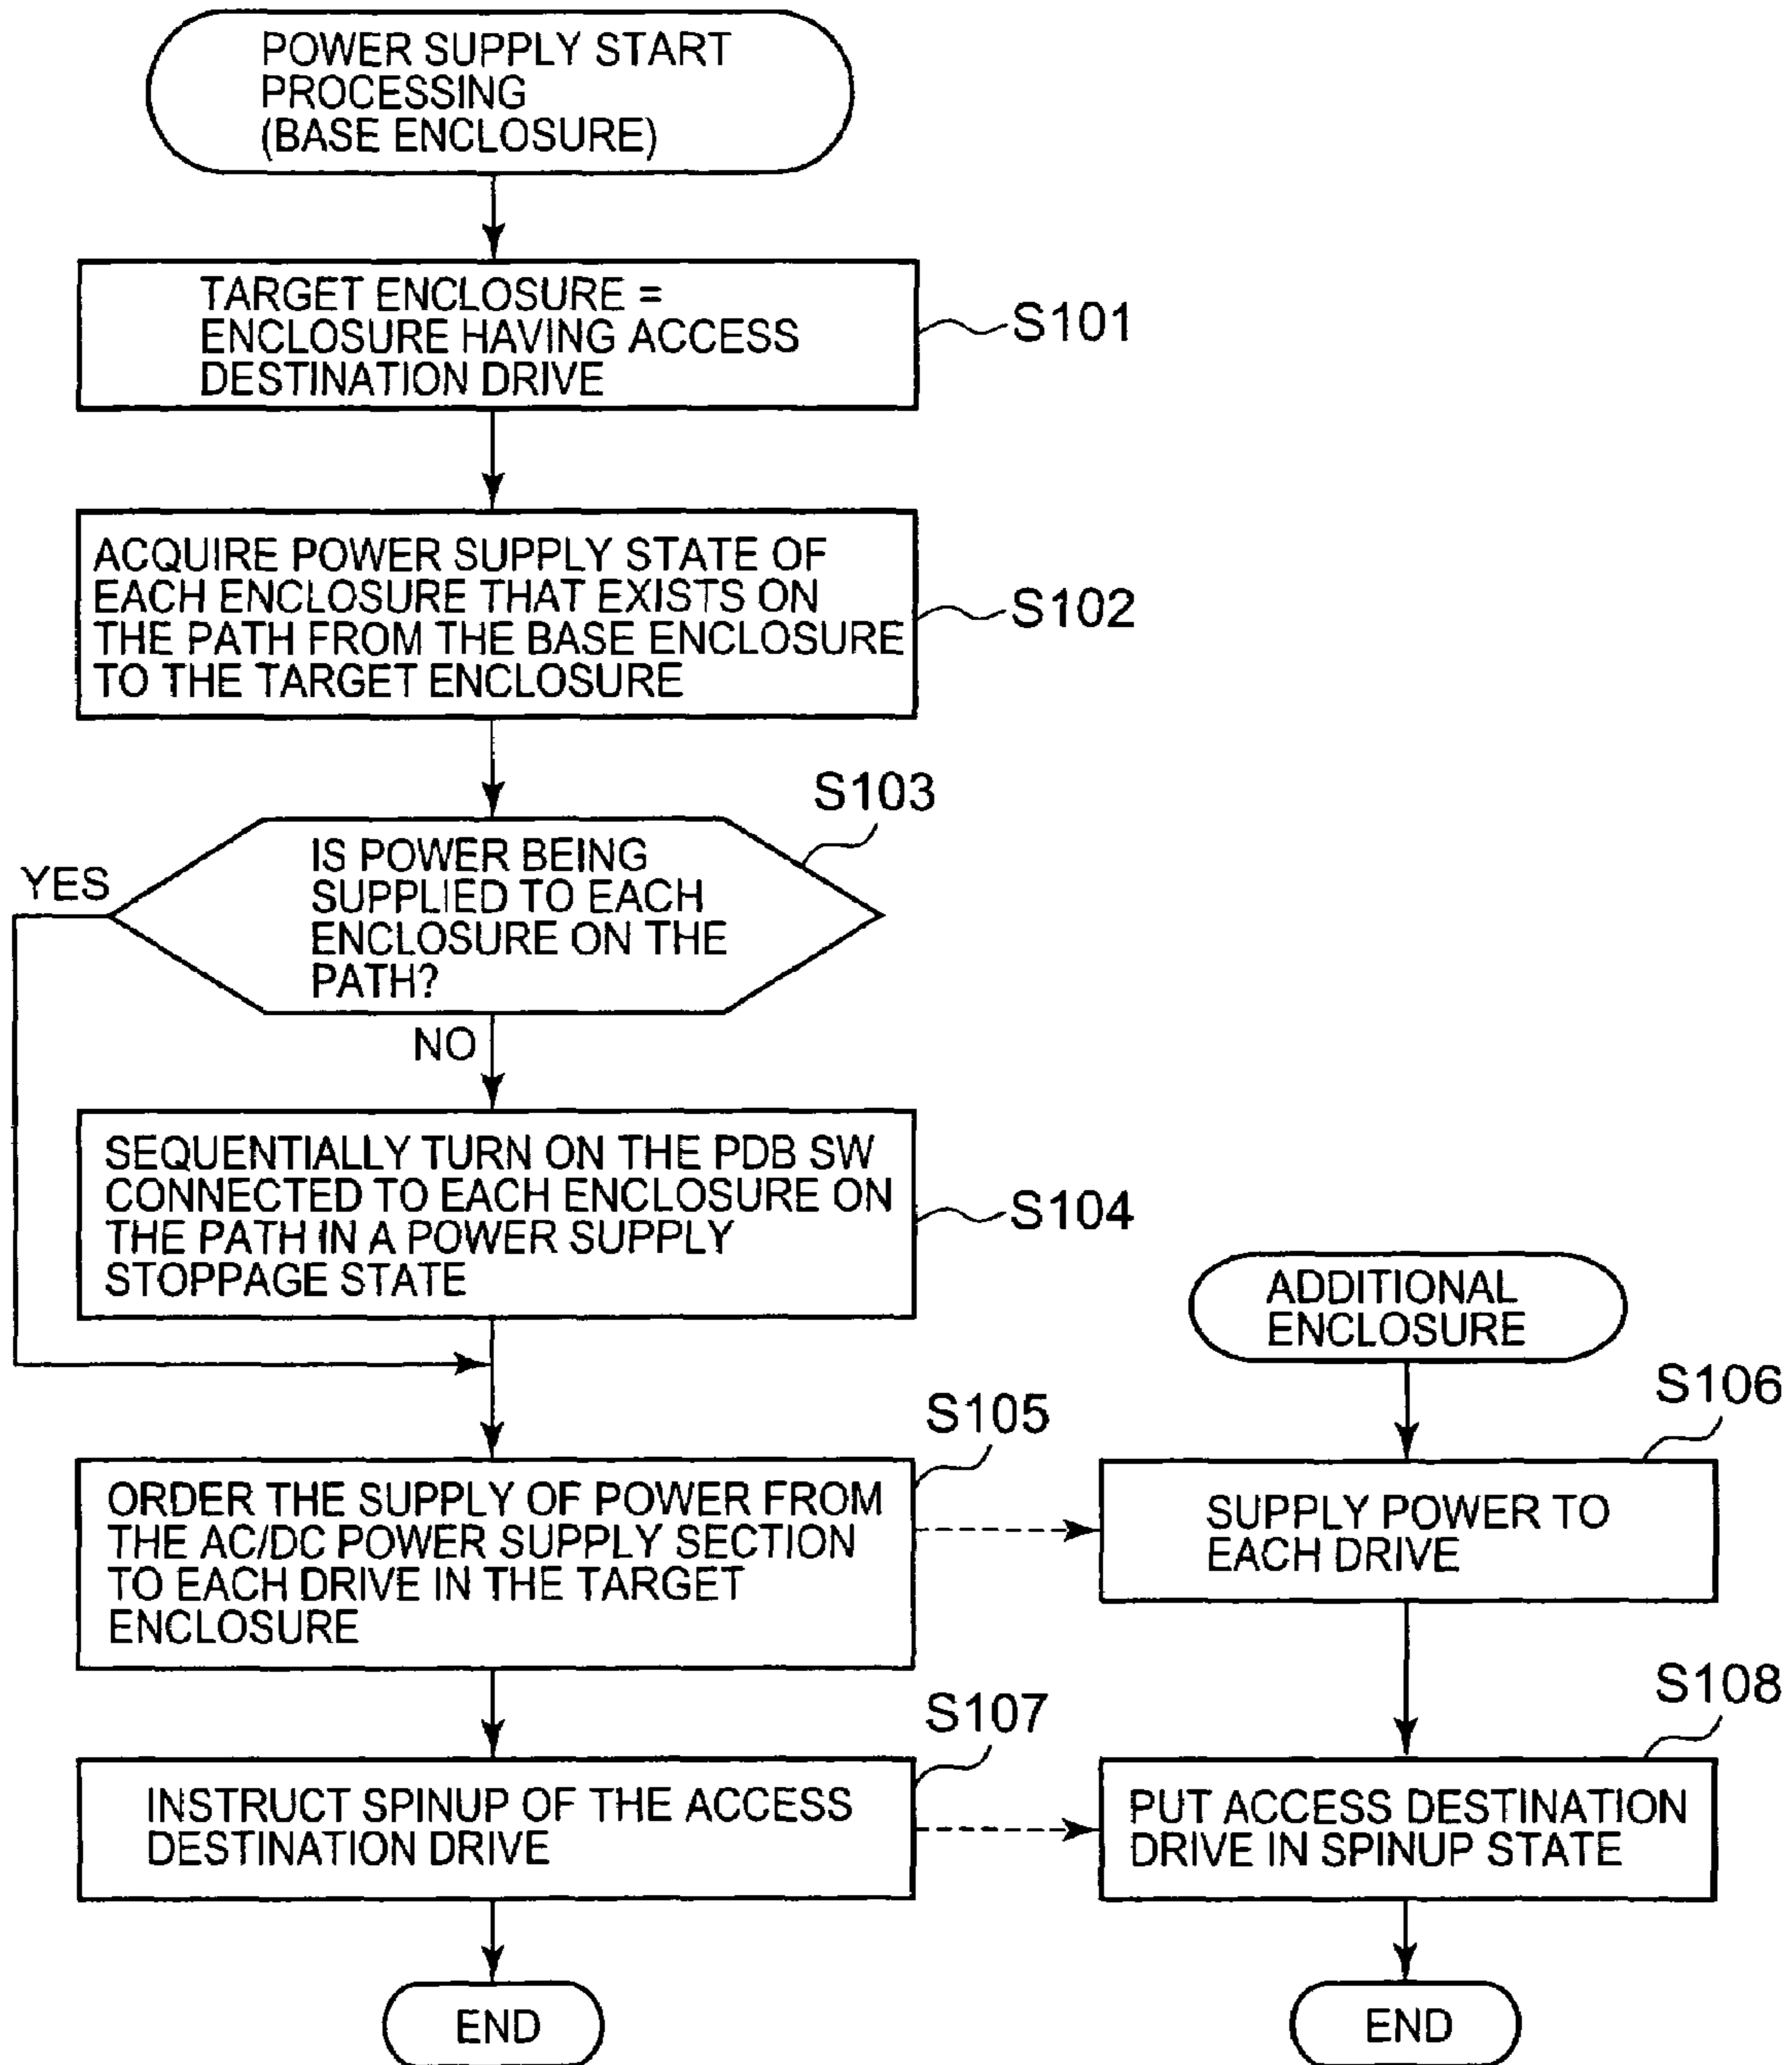 POWER SUPPLY START
PROCESSING
(BASE ENCLOSURE)
TARGET ENCLOSURE =
ENCLOSURE HAVING ACCESS
DESTINATION DRIVE
S101
ACQUIRE POWER SUPPLY STATE OF
EACH ENCLOSURE THAT EXISTS ON
THE PATH FROM THE BASE ENCLOSURE
TO THE TARGET ENCLOSURE
S102
S103
IS POWER BEING
SUPPLIED TO EACH
ENCLOSURE ON THE
PATH?
YES
NO
SEQUENTIALLY TURN ON THE PDB SW
CONNECTED TO EACH ENCLOSURE ON
THE PATH IN A POWER SUPPLY
STOPPAGE STATE
S104
ADDITIONAL
ENCLOSURE
S105
ORDER THE SUPPLY OF POWER FROM
THE AC/DC POWER SUPPLY SECTION
TO EACH DRIVE IN THE TARGET
ENCLOSURE
S106
SUPPLY POWER TO
EACH DRIVE
S107
INSTRUCT SPINUP OF THE ACCESS
DESTINATION DRIVE
S108
PUT ACCESS DESTINATION
DRIVE IN SPINUP STATE
END
END